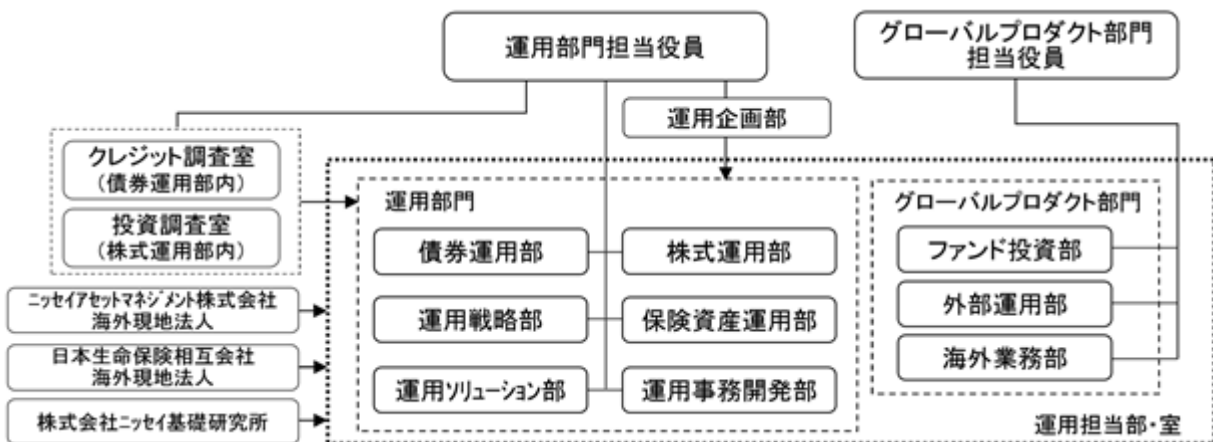 運用部門担当役員
グローバルプロダクト部門
担当役員
運用企画部
クレジット調査室
(債券運用部内)
投資調査室
(株式運用部内)
運用部門
債券運用部
株式運用部
運用戦略部
保険資産運用部
運用ソリューション部
運用事務開発部
グローバルプロダクト部門
ファンド投資部
外部運用部
海外業務部
ニッセイアセットマネジメント株式会社
海外現地法人
日本生命保険相互会社
海外現地法人
株式会社ニッセイ基礎研究所
運用担当部・室